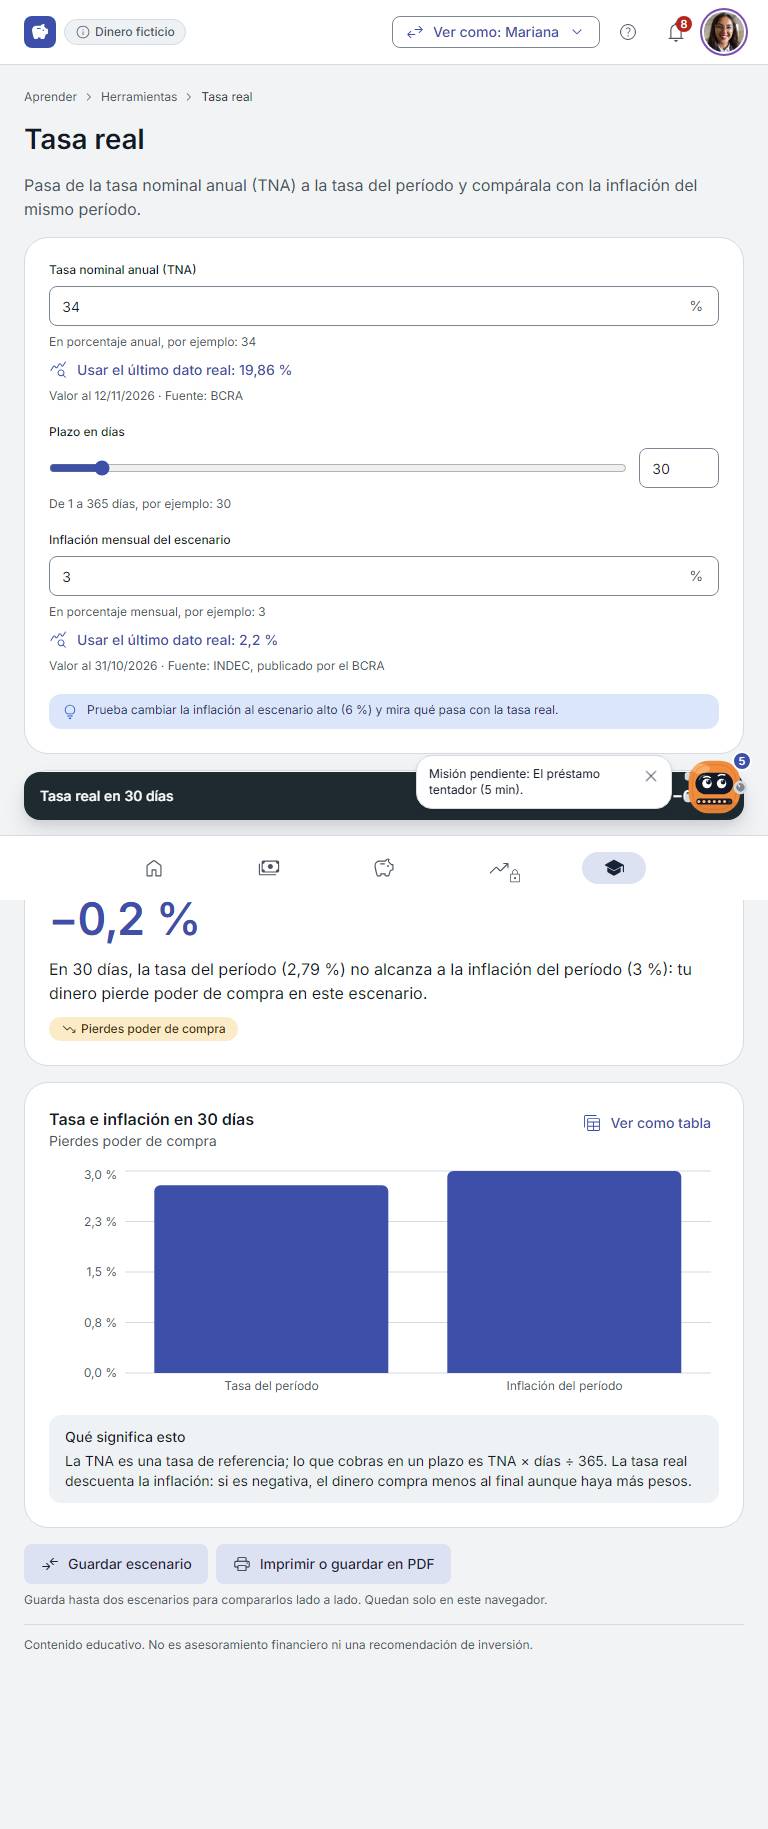 Dinero ficticio
Ver como: Mariana
8
Aprender > Herramientas > Tasa real
Tasa real
Pasa de la tasa nominal anual (TNA) a la tasa del período y compárala con la inflación del
mismo período.
Tasa nominal anual (TNA)
34 %
En porcentaje anual, por ejemplo: 34
Usar el último dato real: 19,86 %
Valor al 12/11/2026 · Fuente: BCRA
Plazo en días
30
De 1 a 365 días, por ejemplo: 30
Inflación mensual del escenario
3 %
En porcentaje mensual, por ejemplo: 3
Usar el último dato real: 2,2 %
Valor al 31/10/2026 · Fuente: INDEC, publicado por el BCRA
Prueba cambiar la inflación al escenario alto (6 %) y mira qué pasa con la tasa real.
Misión pendiente: El préstamo
tentador (5 min).
5
Tasa real en 30 días
−0,2 %
En 30 días, la tasa del período (2,79 %) no alcanza a la inflación del período (3 %): tu
dinero pierde poder de compra en este escenario.
Pierdes poder de compra
Tasa e inflación en 30 días
Ver como tabla
Pierdes poder de compra
3,0 %
2,3 %
1,5 %
0,8 %
0,0 %
Tasa del período
Inflación del período
Qué significa esto
La TNA es una tasa de referencia; lo que cobras en un plazo es TNA × días ÷ 365. La tasa real
descuenta la inflación: si es negativa, el dinero compra menos al final aunque haya más pesos.
Guardar escenario
Imprimir o guardar en PDF
Guarda hasta dos escenarios para compararlos lado a lado. Quedan solo en este navegador.
Contenido educativo. No es asesoramiento financiero ni una recomendación de inversión.